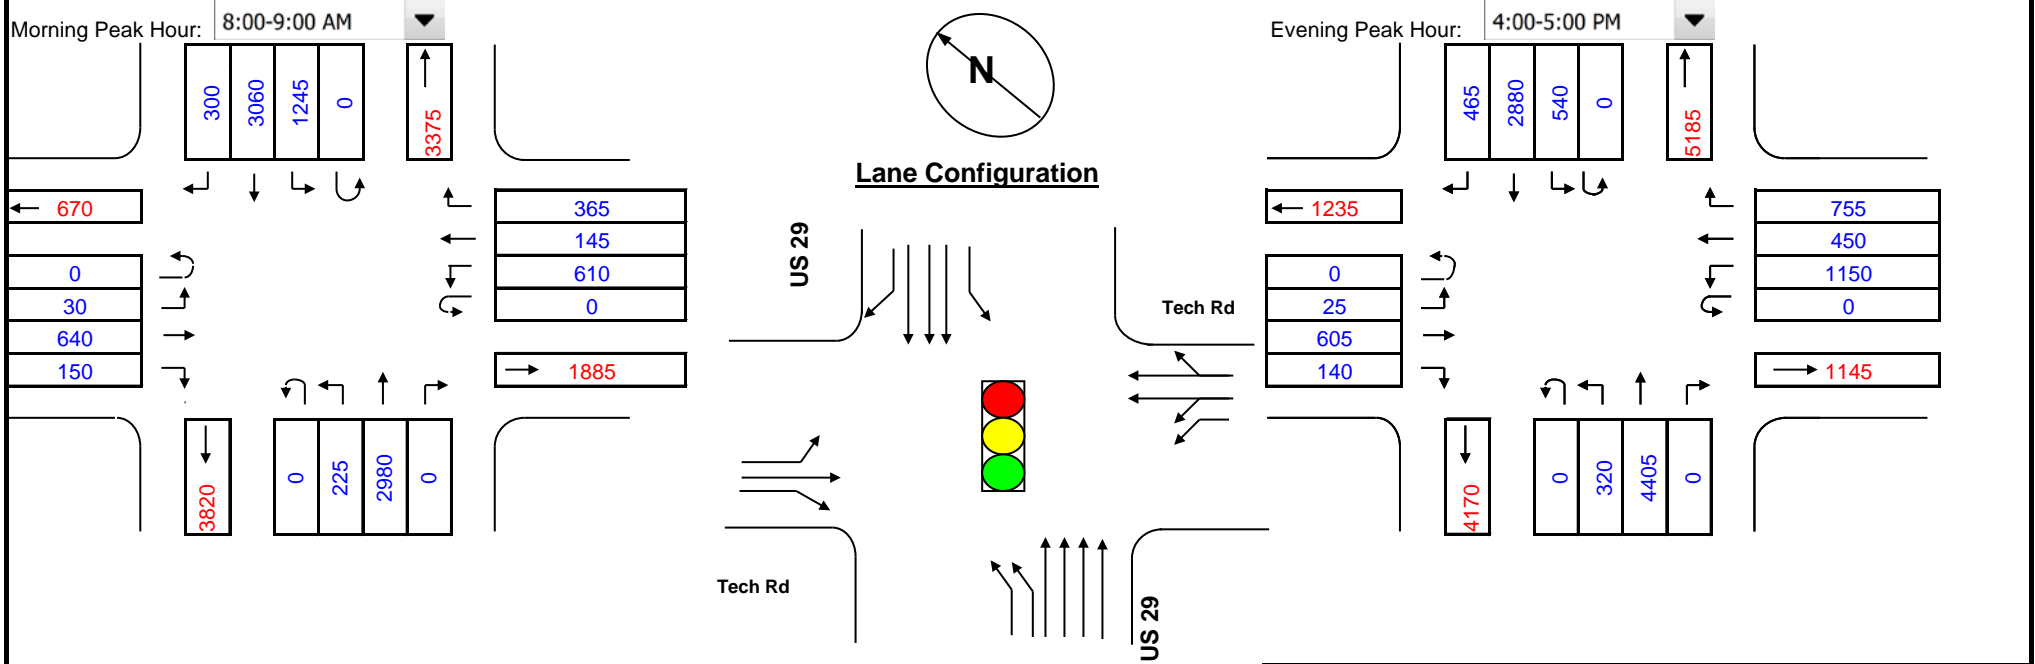 Morning Peak Hour: 8:00-9:00 AM
300 3060 1245 0 3375
670
365
145
610
0
0
30
640
150
1885
3820 0 225 2980 0
N
Lane Configuration
US 29
Tech Rd
Tech Rd
US 29
Evening Peak Hour: 4:00-5:00 PM
465 2880 540 0 5185
1235
755
450
1150
0
0
25
605
140
1145
4170 0 320 4405 0